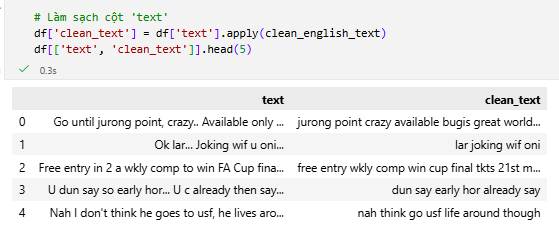 # Làm sạch cột 'text'
df['clean_text'] = df['text'].apply(clean_english_text)
df[['text', 'clean_text']].head(5)
0.3s
text clean_text
0 Go until jurong point, crazy.. Available only ... jurong point crazy available bugis great world...
1 Ok lar... Joking wif u oni... lar joking wif oni
2 Free entry in 2 a wkly comp to win FA Cup fina... free entry wkly comp win cup final tkts 21st m...
3 U dun say so early hor... U c already then say... dun say early hor already say
4 Nah I don't think he goes to usf, he lives aro... nah think go usf life around though